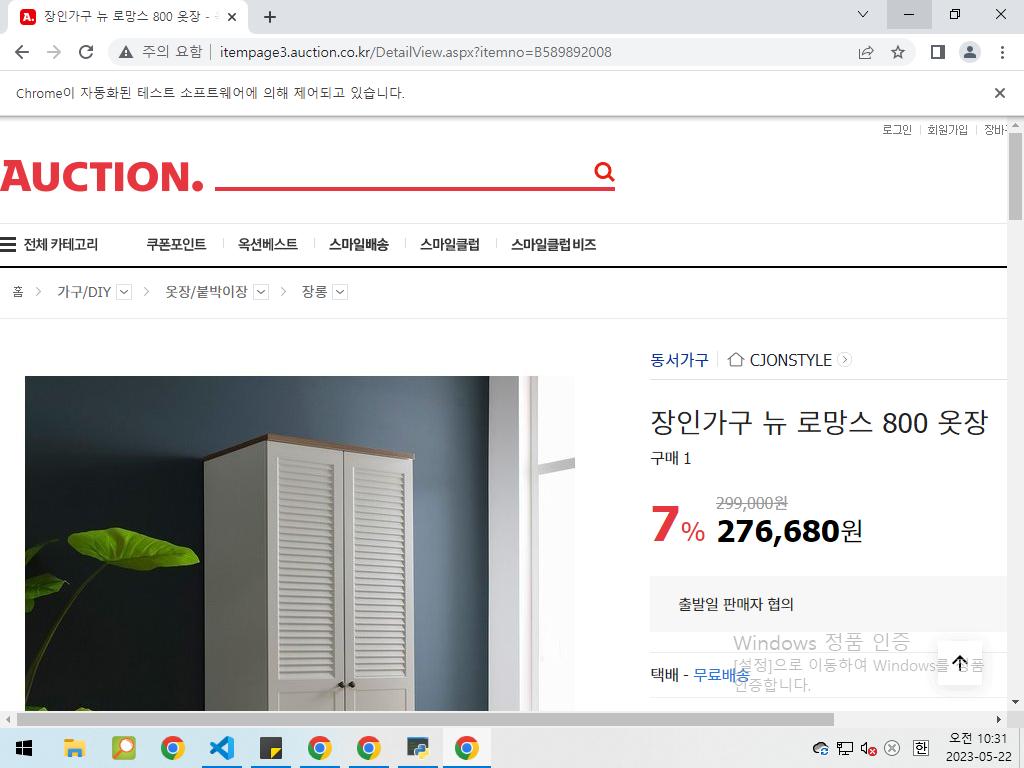 장인가구 뉴 로망스 800 옷장 -
주의 요함 itempage3.auction.co.kr/DetailView.aspx?itemno=B589892008
Chrome이 자동화된 테스트 소프트웨어에 의해 제어되고 있습니다.
로그인 회원가입 장바
AUCTION.
전체 카테고리 쿠폰포인트 옥션베스트 스마일배송 스마일클럽 스마일클럽 비즈
홈 가구/DIY 옷장/붙박이장 장롱
동서가구 CJONSTYLE
장인가구 뉴 로망스 800 옷장
구매 1
299,000원
7% 276,680원
출발일 판매자 협의
Windows 정품 인증
[설정]으로 이동하여 Windows를 정품
인증합니다.
택배 - 무료배송
한
오전 10:31
2023-05-22